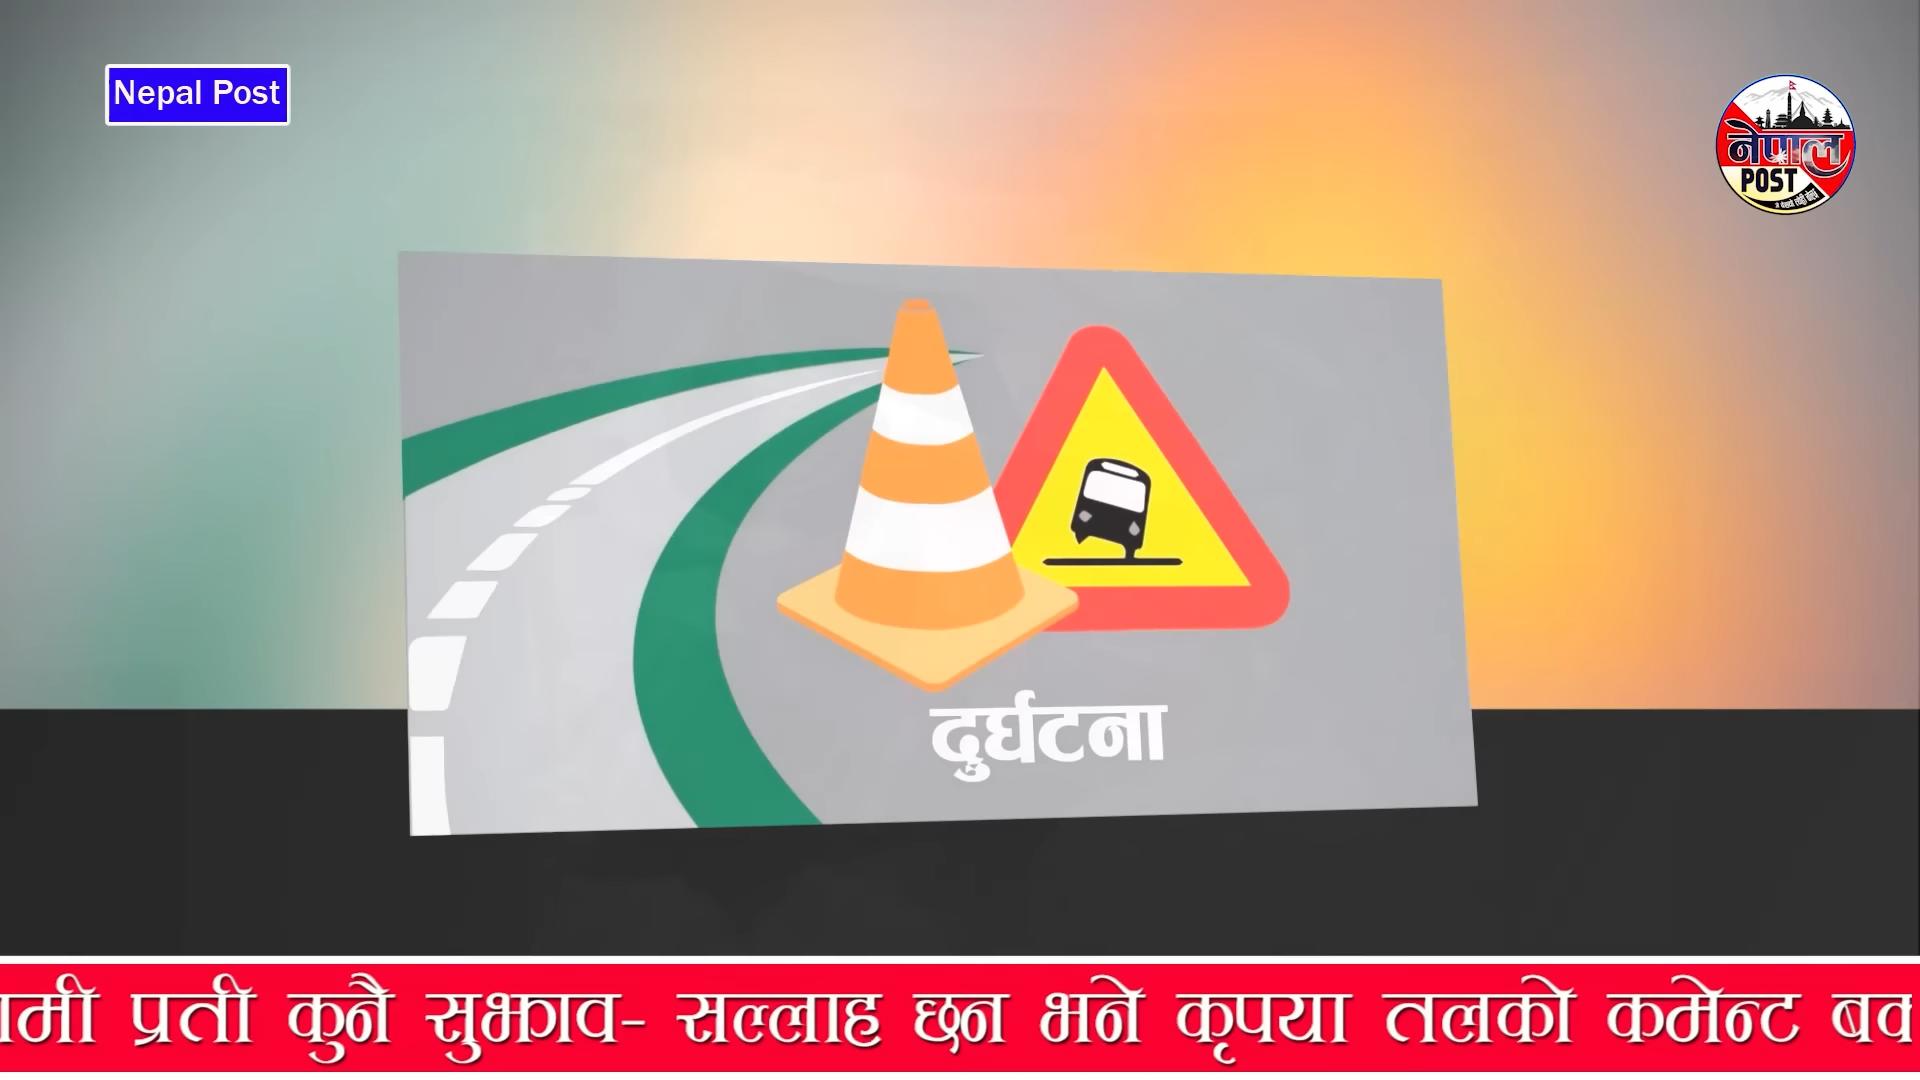 Nepal Post
नेपाल
POST
दुर्घटना
मी प्रती कुनै सुझाव- सल्लाह छन भने कृपया तलको कमेन्ट